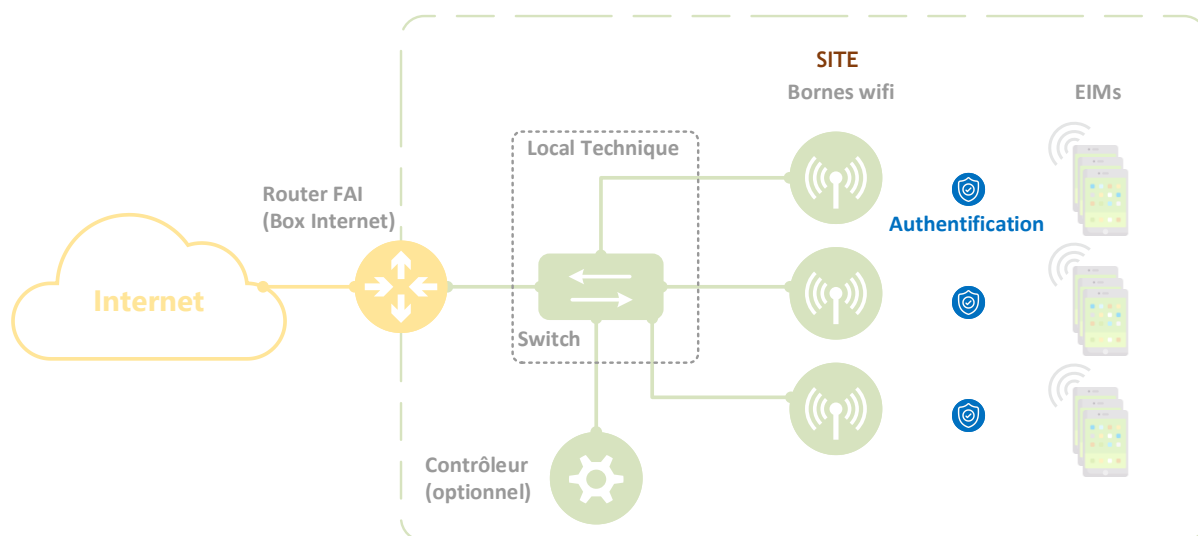 SITE
Bornes wifi
EIMs
Local Technique
Router FAI
(Box Internet)
Authentification
Internet
Switch
Contrôleur
(optionnel)